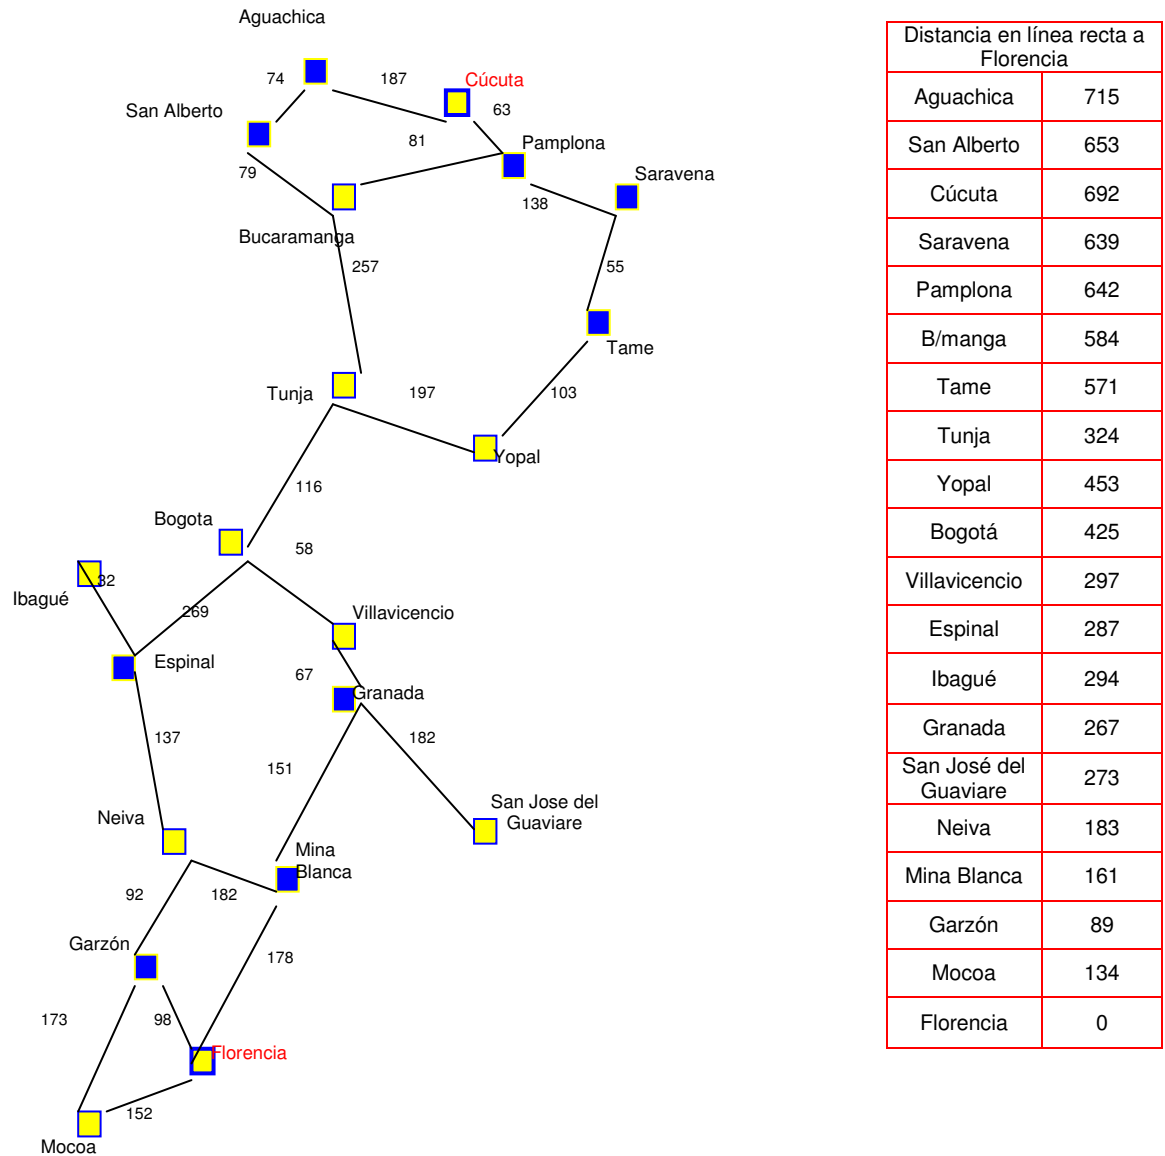 Aguachica
74
187
Cúcuta
63
San Alberto
81
Pamplona
79
Saravena
138
Bucaramanga
257
55
Tame
Tunja
197
103
Yopal
116
Bogota
58
32
Ibagué
269
Villavicencio
Espinal
67
Granada
137
182
151
San Jose del
Guaviare
Neiva
Mina
Blanca
92
182
Garzón
178
173
98
Florencia
152
Mocoa
Distancia en línea recta a
Florencia
Aguachica 715
San Alberto 653
Cúcuta 692
Saravena 639
Pamplona 642
B/manga 584
Tame 571
Tunja 324
Yopal 453
Bogotá 425
Villavicencio 297
Espinal 287
Ibagué 294
Granada 267
San José del
Guaviare 273
Neiva 183
Mina Blanca 161
Garzón 89
Mocoa 134
Florencia 0